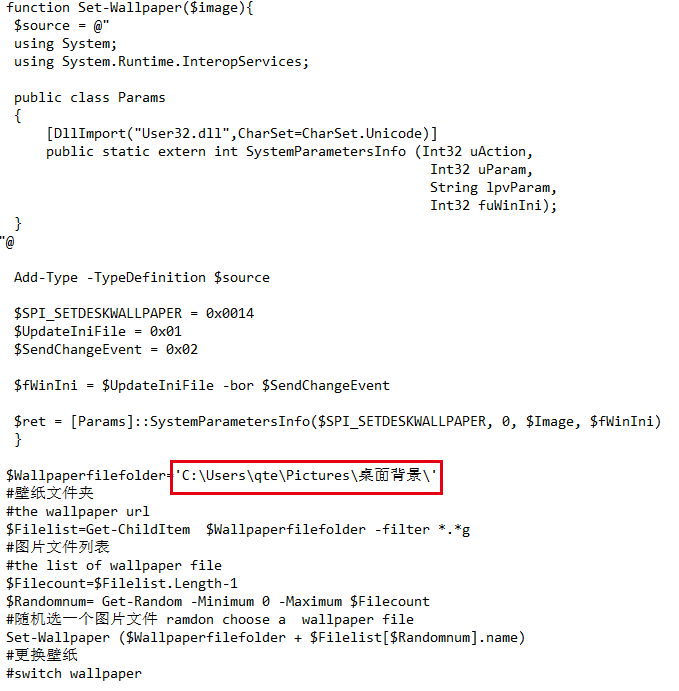 function Set-Wallpaper($image){
 $source = @"
 using System;
 using System.Runtime.InteropServices;

 public class Params
 {
     [DllImport("User32.dll",CharSet=CharSet.Unicode)]
     public static extern int SystemParametersInfo (Int32 uAction,
                                                    Int32 uParam,
                                                    String lpvParam,
                                                    Int32 fuWinIni);
 }
"@

 Add-Type -TypeDefinition $source

 $SPI_SETDESKWALLPAPER = 0x0014
 $UpdateIniFile = 0x01
 $SendChangeEvent = 0x02

 $fWinIni = $UpdateIniFile -bor $SendChangeEvent

 $ret = [Params]::SystemParametersInfo($SPI_SETDESKWALLPAPER, 0, $Image, $fWinIni)
 }

$Wallpaperfilefolder='C:\Users\qte\Pictures\桌面背景\'
#壁纸文件夹
#the wallpaper url
$Filelist=Get-ChildItem  $Wallpaperfilefolder -filter *.*g
#图片文件列表
#the list of wallpaper file
$Filecount=$Filelist.Length-1
$Randomnum= Get-Random -Minimum 0 -Maximum $Filecount
#随机选一个图片文件 ramdon choose a  wallpaper file
Set-Wallpaper ($Wallpaperfilefolder + $Filelist[$Randomnum].name)
#更换壁纸
#switch wallpaper